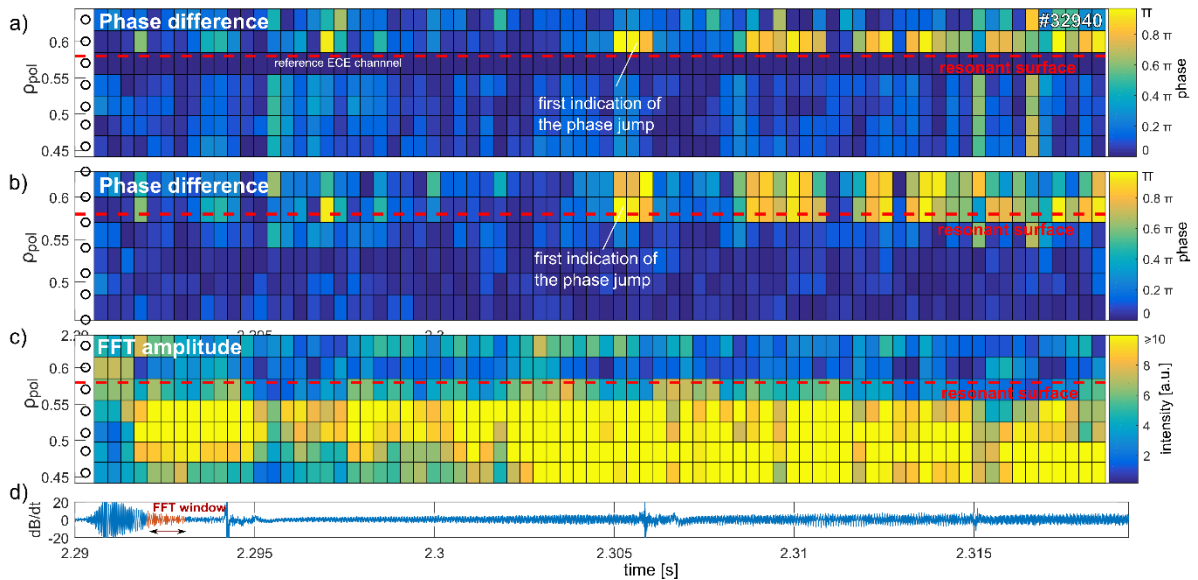 a)
Phase difference
#32940
π
0.8 π
0.6 π
0.4 π
0.2 π
0
phase
0.6
0.55
0.5
0.45
ρpol
reference ECE channnel
resonant surface
first indication of
the phase jump
b)
Phase difference
π
0.8 π
0.6 π
0.4 π
0.2 π
0
phase
0.6
0.55
0.5
0.45
ρpol
resonant surface
first indication of
the phase jump
2.29
2.295
2.3
c)
FFT amplitude
≥10
8
6
4
2
intensity [a.u.]
0.6
0.55
0.5
0.45
ρpol
resonant surface
d)
20
0
-20
dB/dt
FFT window
2.29
2.295
2.3
2.305
2.31
2.315
time [s]